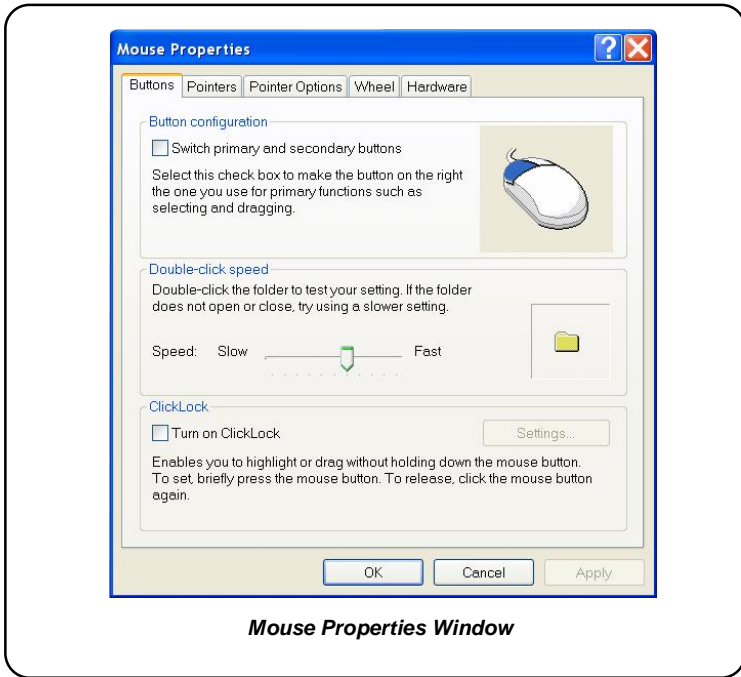 Mouse Properties
Buttons Pointers Pointer Options Wheel Hardware
Button configuration
Switch primary and secondary buttons
Select this check box to make the button on the right
the one you use for primary functions such as
selecting and dragging.
Double-click speed
Double-click the folder to test your setting. If the folder
does not open or close, try using a slower setting.
Speed: Slow Fast
ClickLock
Turn on ClickLock Settings...
Enables you to highlight or drag without holding down the mouse button.
To set, briefly press the mouse button. To release, click the mouse button
again.
OK Cancel Apply
Mouse Properties Window